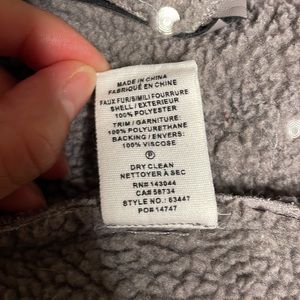 MADE IN CHINA
FABRIQUÉ EN CHINE
FAUX FUR/SIMILI FOURRURE
SHELL / EXTERIEUR
100% POLYESTER
TRIM / GARNITURE:
100% POLYURETHANE
BACKING / ENVERS:
100% VISCOSE
P
DRY CLEAN
NETTOYER À SEC
RN# 143044
CA# 58734
STYLE NO.: 63447
PO# 14747